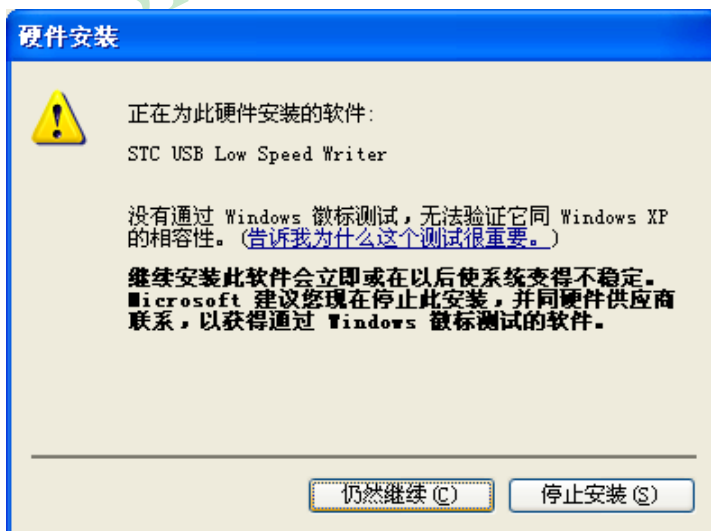 硬件安装
正在为此硬件安装的软件:
STC USB Low Speed Writer
没有通过 Windows 徽标测试，无法验证它同 Windows XP
的相容性。(告诉我为什么这个测试很重要。)
继续安装此软件会立即或在以后使系统变得不稳定。
Microsoft 建议您现在停止此安装，并同硬件供应商
联系，以获得通过 Windows 徽标测试的软件。
仍然继续(C)
停止安装(S)